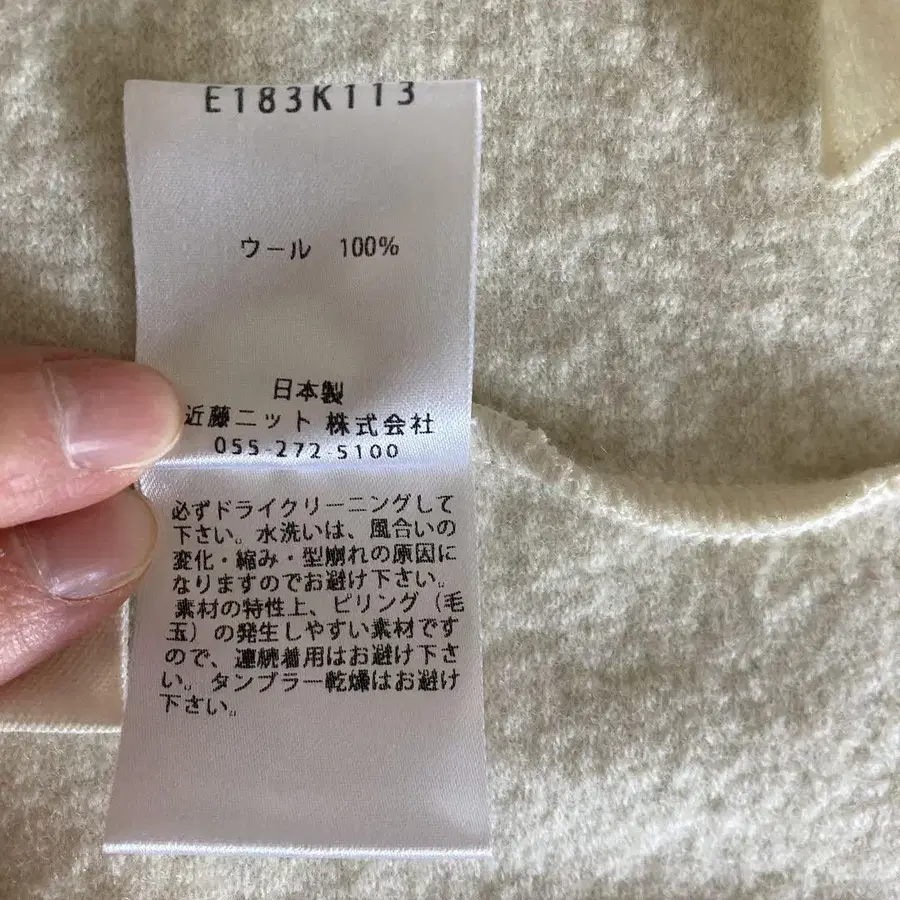 E183K113
ウール 100%
日本製
近藤ニット 株式会社
055-272-5100
必ずドライクリーニングして
下さい。水洗いは、風合いの
変化・縮み・型崩れの原因に
なりますのでお避け下さい。
素材の特性上、ピリング（毛
玉）の発生しやすい素材です
ので、連続着用はお避け下さ
い。タンブラー乾燥はお避け
下さい。